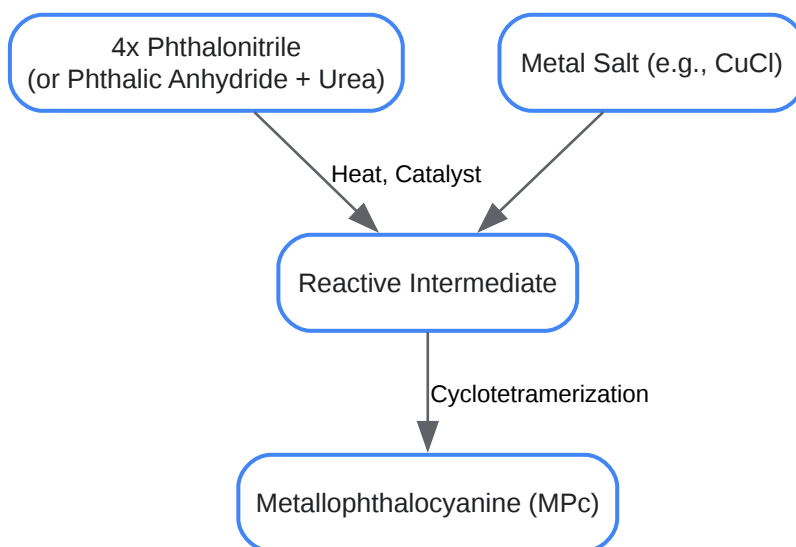 4x Phthalonitrile
(or Phthalic Anhydride + Urea)
Metal Salt (e.g., CuCl)
Heat, Catalyst
Reactive Intermediate
Cyclotetramerization
Metallophthalocyanine (MPc)